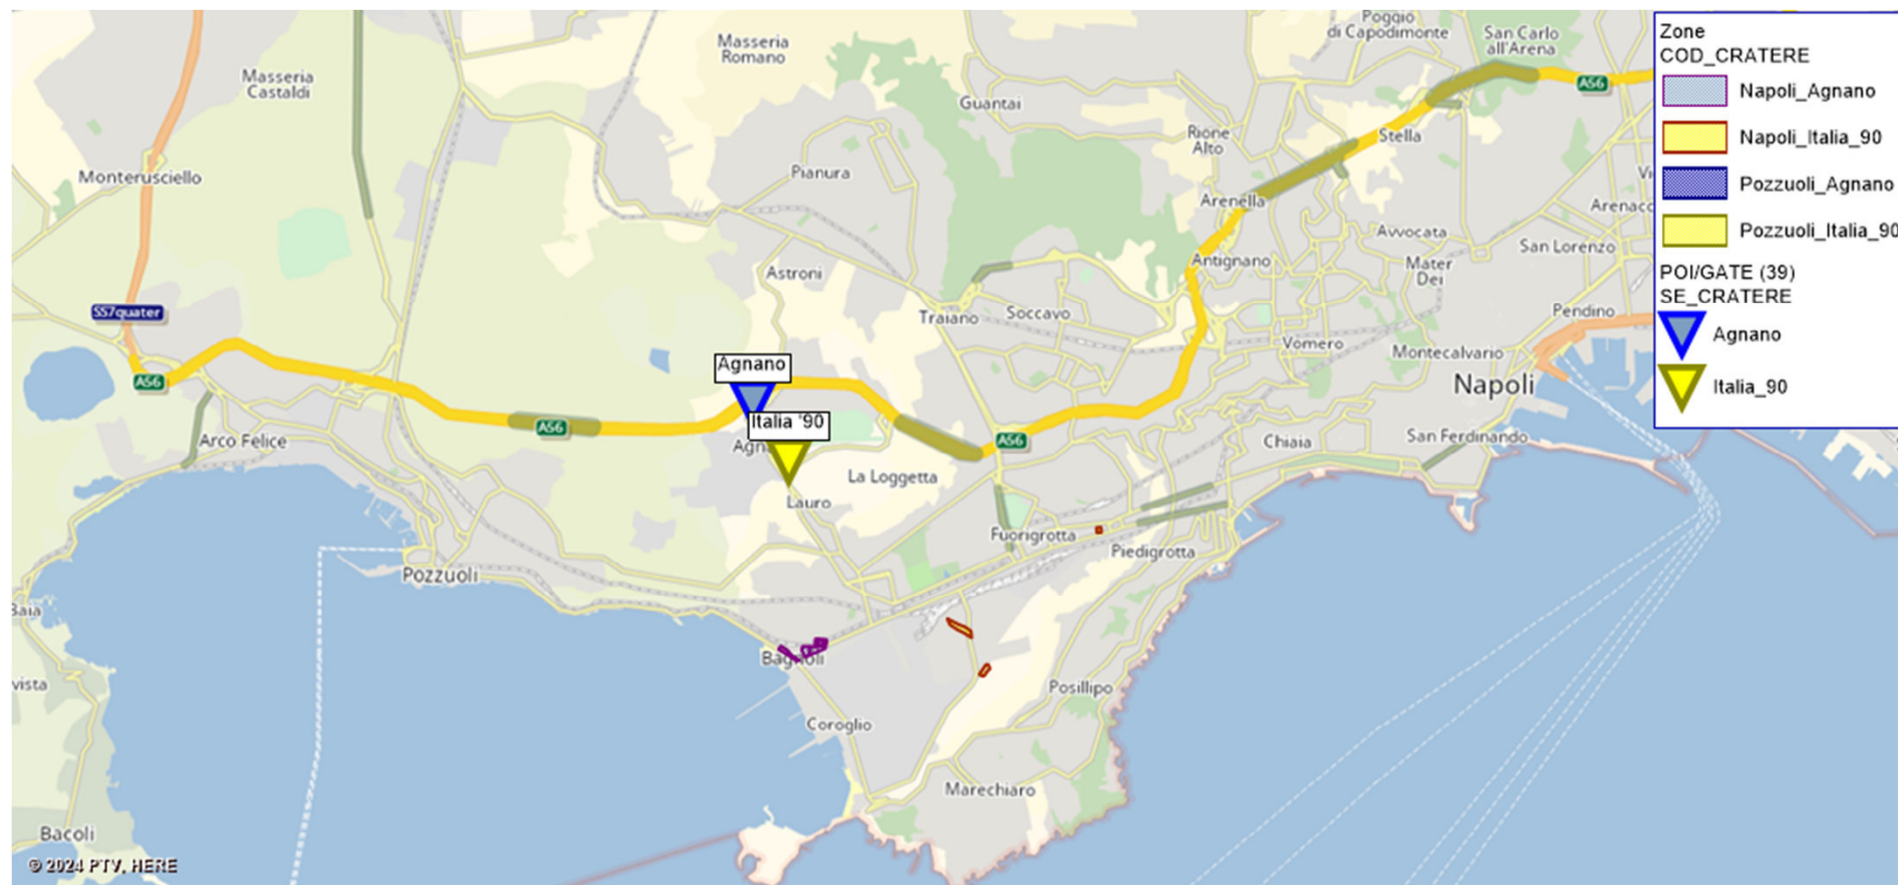 Poggio
di Capodimonte
San Carlo
all'Arena
Masseria
Romano
Masseria
Castaldi
Guantai
A56
Rione
Alto
Stella
Pianura
Monterusciello
Arenella
Avvocata
San Lorenzo
Antignano
Mater
Dei
Astroni
SS7quater
Traiano
Soccavo
Vomero
Pendino
Montecalvario
Napoli
A56
Agnano
Italia '90
A56
A56
Arco Felice
Chiaia
San Ferdinando
La Loggetta
Lauro
Fuorigrotta
Piedigrotta
Pozzuoli
Baia
Bagnoli
vista
Posillipo
Coroglio
Marechiaro
Bacoli
© 2024 PTV, HERE
Zone
COD_CRATERE
Napoli_Agnano
Napoli_Italia_90
Pozzuoli_Agnano
Pozzuoli_Italia_90
POI/GATE (39)
SE_CRATERE
Agnano
Italia_90